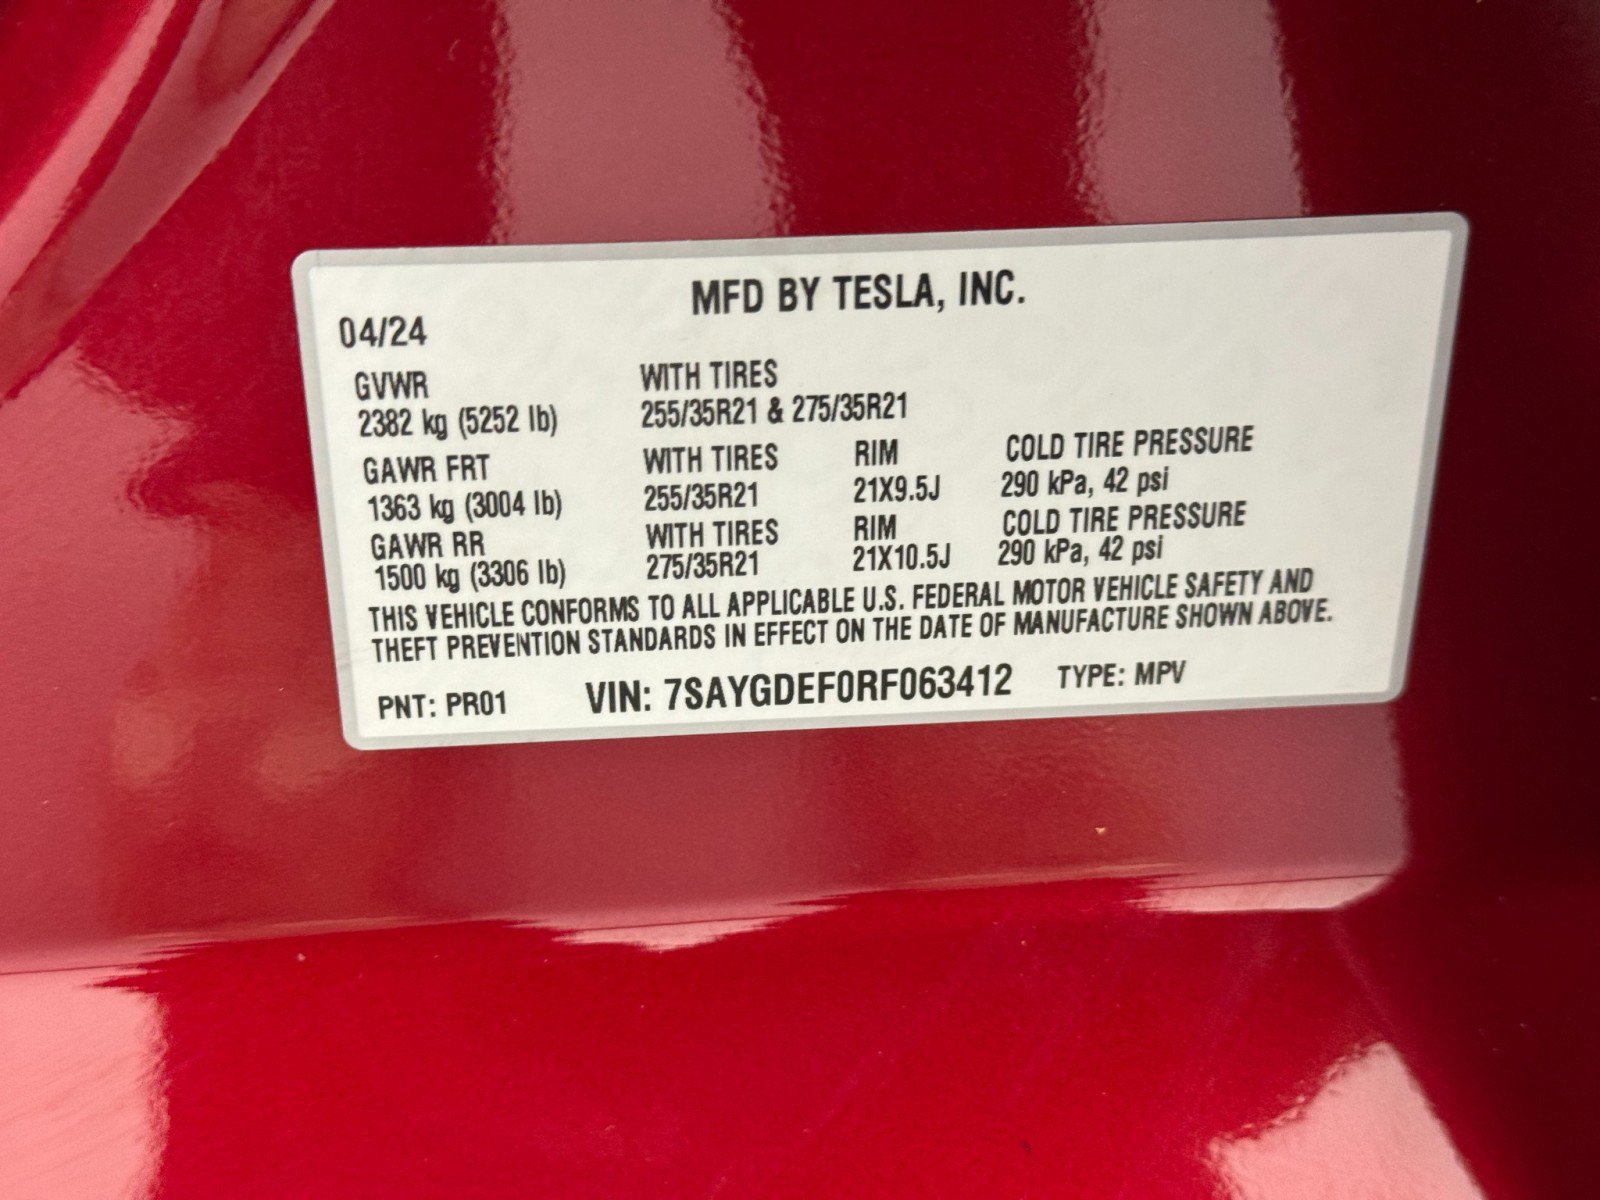 MFD BY TESLA, INC.
04/24
GVWR WITH TIRES
2382 kg (5252 lb) 255/35R21 & 275/35R21
GAWR FRT WITH TIRES RIM COLD TIRE PRESSURE
1363 kg (3004 lb) 255/35R21 21X9.5J 290 kPa, 42 psi
GAWR RR WITH TIRES RIM COLD TIRE PRESSURE
1500 kg (3306 lb) 275/35R21 21X10.5J 290 kPa, 42 psi
THIS VEHICLE CONFORMS TO ALL APPLICABLE U.S. FEDERAL MOTOR VEHICLE SAFETY AND
THEFT PREVENTION STANDARDS IN EFFECT ON THE DATE OF MANUFACTURE SHOWN ABOVE.
PNT: PR01 VIN: 7SAYGDEF0RF063412 TYPE: MPV